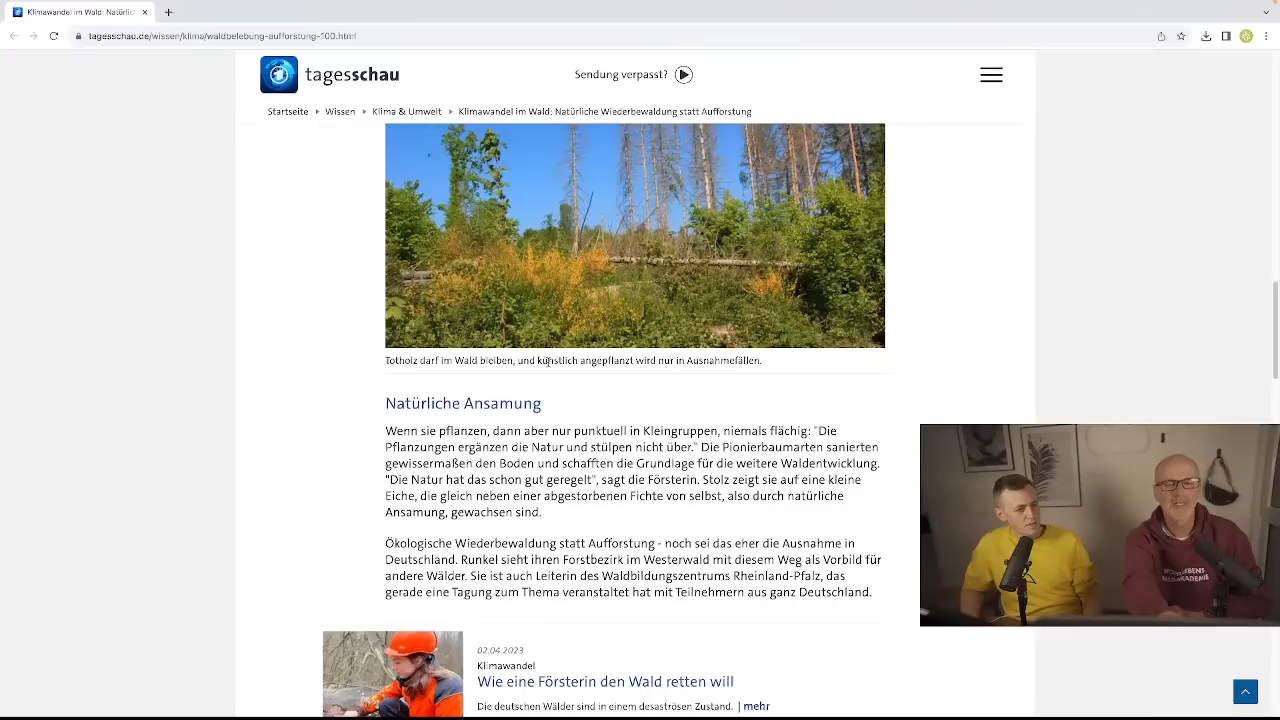 Klimawandel im Wald: Natürlic
tagesschau.de/wissen/klima/waldbelebung-aufforstung-100.html
tagesschau
Sendung verpasst?
Startseite Wissen Klima & Umwelt Klimawandel im Wald: Natürliche Wiederbewaldung statt Aufforstung
Totholz darf im Wald bleiben, und künstlich angepflanzt wird nur in Ausnahmefällen.
Natürliche Ansamung
Wenn sie pflanzen, dann aber nur punktuell in Kleingruppen, niemals flächig: "Die
Pflanzungen ergänzen die Natur und stülpen nicht über." Die Pionierbaumarten sanierten
gewissermaßen den Boden und schafften die Grundlage für die weitere Waldentwicklung.
"Die Natur hat das schon gut geregelt", sagt die Försterin. Stolz zeigt sie auf eine kleine
Eiche, die gleich neben einer abgestorbenen Fichte von selbst, also durch natürliche
Ansamung, gewachsen sind.
Ökologische Wiederbewaldung statt Aufforstung - noch sei das eher die Ausnahme in
Deutschland. Runkel sieht ihren Forstbezirk im Westerwald mit diesem Weg als Vorbild für
andere Wälder. Sie ist auch Leiterin des Waldbildungszentrums Rheinland-Pfalz, das
gerade eine Tagung zum Thema veranstaltet hat mit Teilnehmern aus ganz Deutschland.
WOHLLEBENS
WALDAKADEMIE
02.04.2023
Klimawandel
Wie eine Försterin den Wald retten will
Die deutschen Wälder sind in einem desaströsen Zustand. | mehr